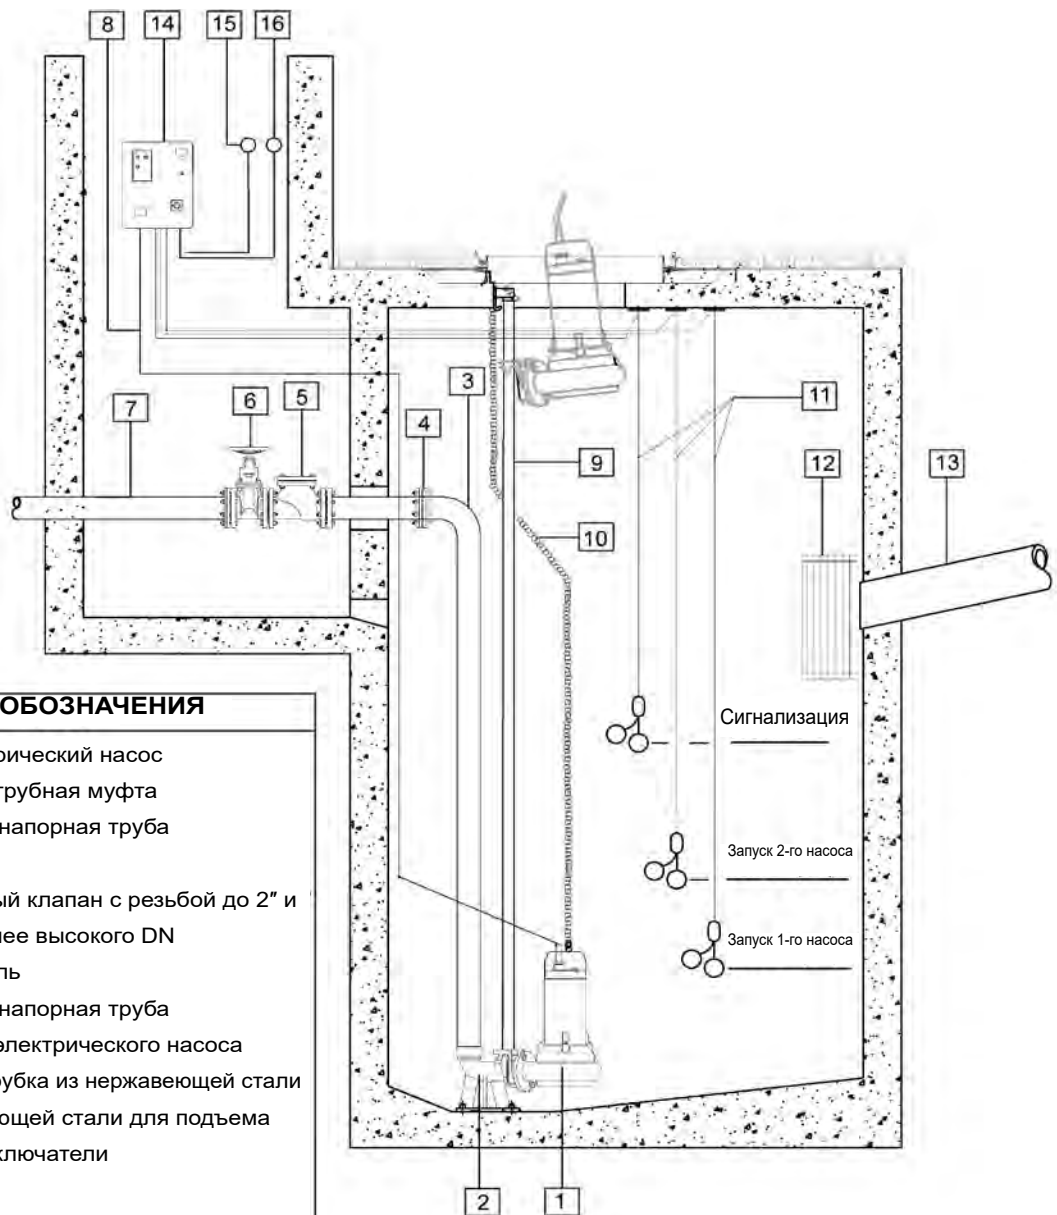 8 14 15 16
3
7 6 5 4 11
9 12 13
10
Сигнализация
Запуск 2-го насоса
Запуск 1-го насоса
ОБОЗНАЧЕНИЯ
рический насос
трубная муфта
напорная труба
ый клапан с резьбой до 2″ и
лее высокого DN
ль
напорная труба
электрического насоса
рубка из нержавеющей стали
ющей стали для подъема
ключатели
2 1